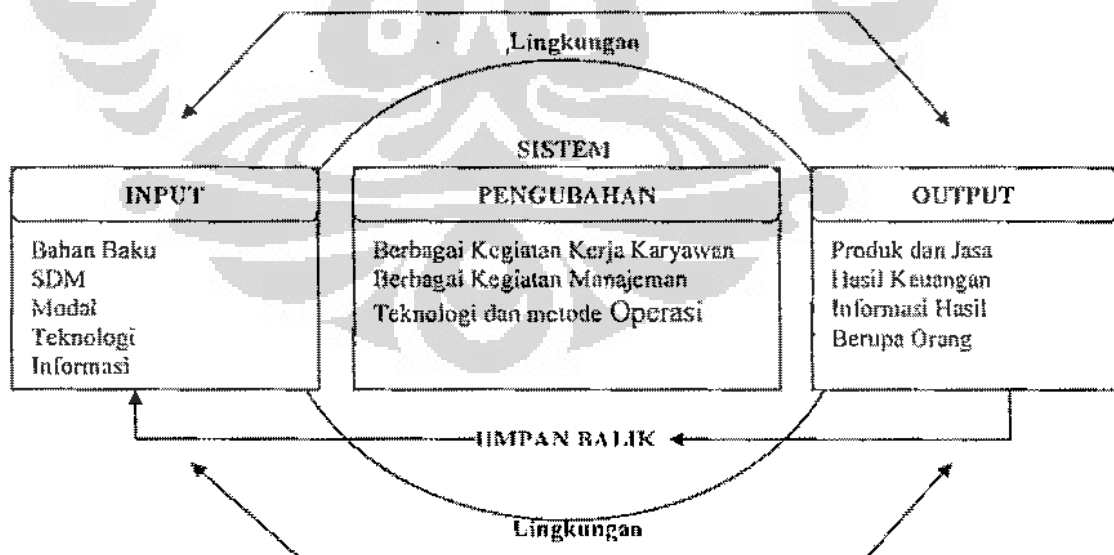 Lingkungan
SISTEM
INPUT
Bahan Baku
SDM
Modal
Teknologi
Informasi
PENGUBAHAN
Berbagai Kegiatan Kerja Karyawan
Berbagai Kegiatan Manajeman
Teknologi dan metode Operasi
OUTPUT
Produk dan Jasa
Hasil Keuangan
Informasi Hasil
Berupa Orang
UMPAN BALIK
Lingkungan